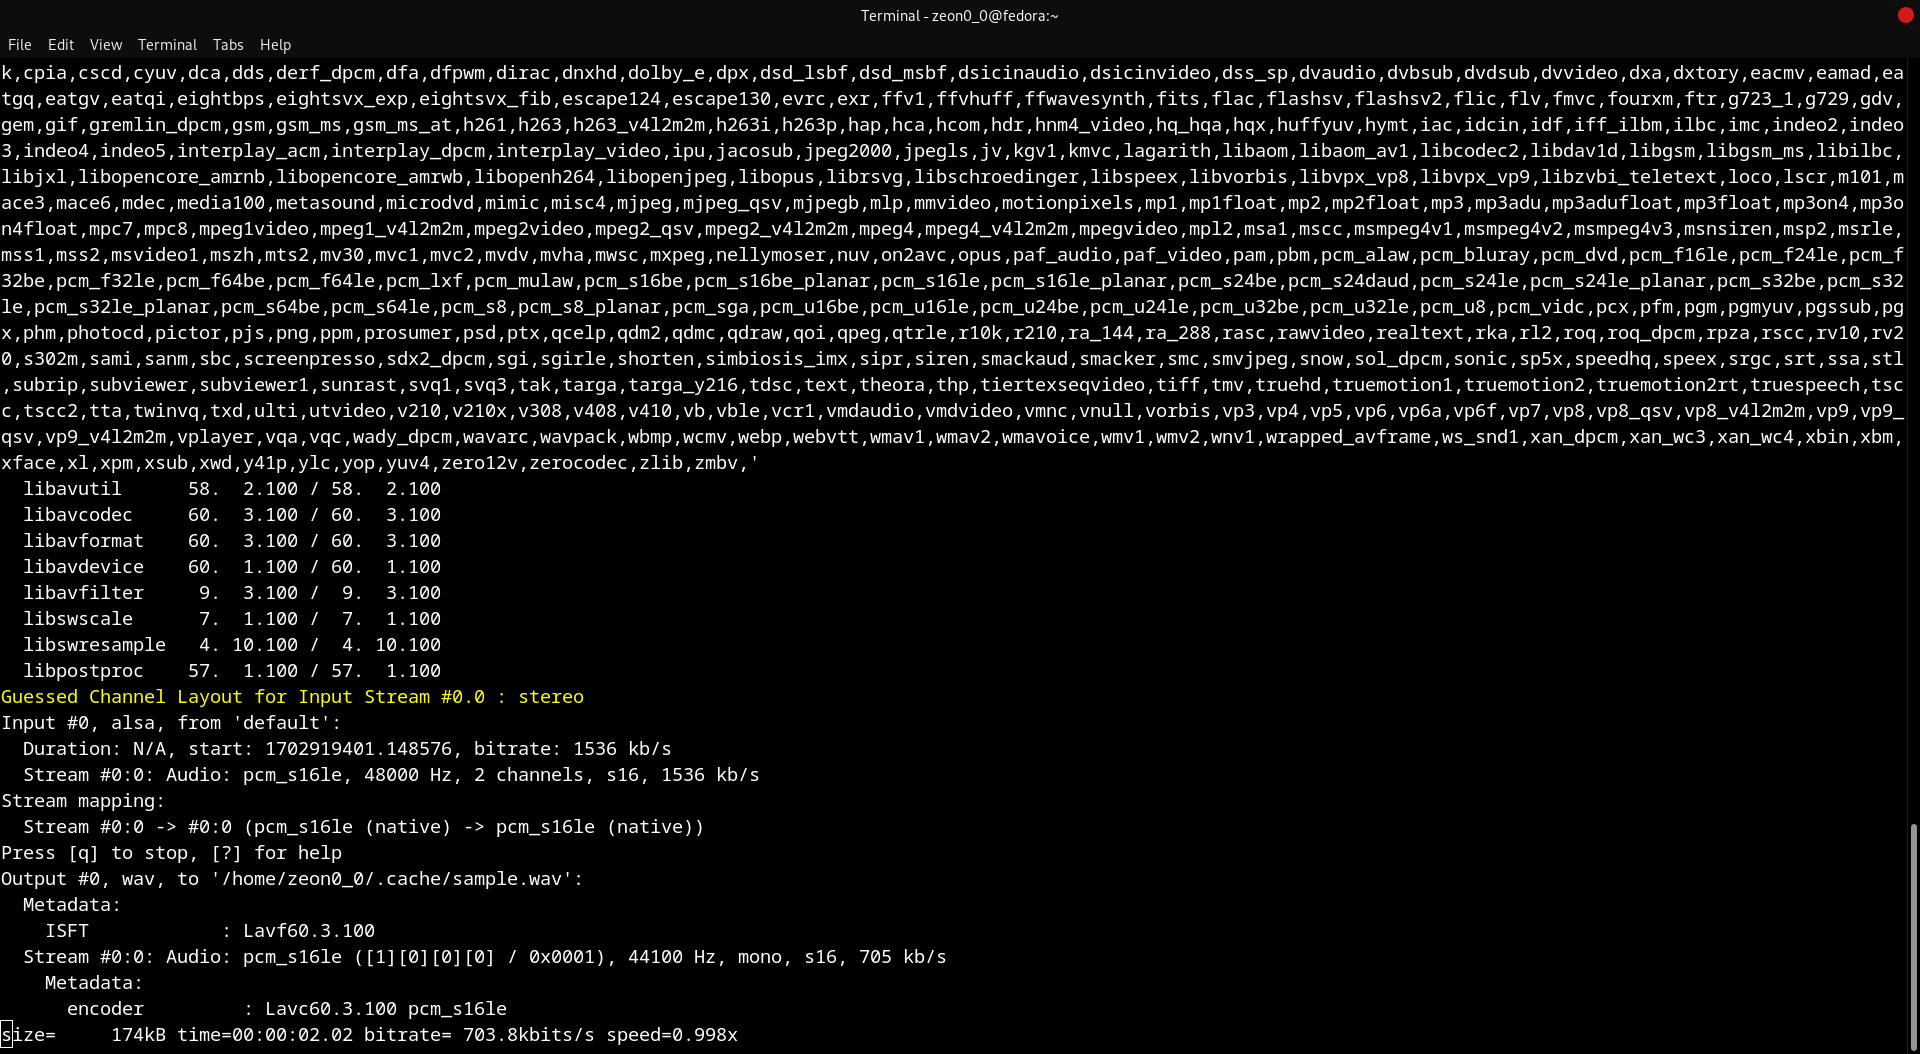 Terminal - zeon0_0@fedora:~
File Edit View Terminal Tabs Help
k,cpia,cscd,cyuv,dca,dds,derf_dpcm,dfa,dfpwm,dirac,dnxhd,dolby_e,dpx,dsd_lsbf,dsd_msbf,dsicinaudio,dsicinvideo,dss_sp,dvaudio,dvbsub,dvdsub,dvvideo,dxa,dxtory,eacmv,eamad,ea
tgq,eatgv,eatqi,eightbps,eightsvx_exp,eightsvx_fib,escape124,escape130,evrc,exr,ffv1,ffvhuff,ffwavesynth,fits,flac,flashsv,flashsv2,flic,flv,fmvc,fourxm,ftr,g723_1,g729,gdv,
gem,gif,gremlin_dpcm,gsm,gsm_ms,gsm_ms_at,h261,h263,h263_v4l2m2m,h263i,h263p,hap,hca,hcom,hdr,hnm4_video,hq_hqa,hqx,huffyuv,hymt,iac,idcin,idf,iff_ilbm,ilbc,imc,indeo2,indeo
3,indeo4,indeo5,interplay_acm,interplay_dpcm,interplay_video,ipu,jacosub,jpeg2000,jpegls,jv,kgv1,kmvc,lagarith,libaom,libaom_av1,libcodec2,libdav1d,libgsm,libgsm_ms,libilbc,
libjxl,libopencore_amrnb,libopencore_amrwb,libopenh264,libopenjpeg,libopus,librsvg,libschroedinger,libspeex,libvorbis,libvpx_vp8,libvpx_vp9,libzvbi_teletext,loco,lscr,m101,m
ace3,mace6,mdec,media100,metasound,microdvd,mimic,misc4,mjpeg,mjpeg_qsv,mjpegb,mlp,mmvideo,motionpixels,mp1,mp1float,mp2,mp2float,mp3,mp3adu,mp3adufloat,mp3float,mp3on4,mp3o
n4float,mpc7,mpc8,mpeg1video,mpeg1_v4l2m2m,mpeg2video,mpeg2_qsv,mpeg2_v4l2m2m,mpeg4,mpeg4_v4l2m2m,mpegvideo,mpl2,msa1,mscc,msmpeg4v1,msmpeg4v2,msmpeg4v3,msnsiren,msp2,msrle,
mss1,mss2,msvideo1,mszh,mts2,mv30,mvc1,mvc2,mvdv,mvha,mwsc,mxpeg,nellymoser,nuv,on2avc,opus,paf_audio,paf_video,pam,pbm,pcm_alaw,pcm_bluray,pcm_dvd,pcm_f16le,pcm_f24le,pcm_f
32be,pcm_f32le,pcm_f64be,pcm_f64le,pcm_lxf,pcm_mulaw,pcm_s16be,pcm_s16be_planar,pcm_s16le,pcm_s16le_planar,pcm_s24be,pcm_s24daud,pcm_s24le,pcm_s24le_planar,pcm_s32be,pcm_s32
le,pcm_s32le_planar,pcm_s64be,pcm_s64le,pcm_s8,pcm_s8_planar,pcm_sga,pcm_u16be,pcm_u16le,pcm_u24be,pcm_u24le,pcm_u32be,pcm_u32le,pcm_u8,pcm_vidc,pcx,pfm,pgm,pgmyuv,pgssub,pg
x,phm,photocd,pictor,pjs,png,ppm,prosumer,psd,ptx,qcelp,qdm2,qdmc,qdraw,qoi,qpeg,qtrle,r10k,r210,ra_144,ra_288,rasc,rawvideo,realtext,rka,rl2,roq,roq_dpcm,rpza,rscc,rv10,rv2
0,s302m,sami,sanm,sbc,screenpresso,sdx2_dpcm,sgi,sgirle,shorten,simbiosis_imx,sipr,siren,smackaud,smacker,smc,smvjpeg,snow,sol_dpcm,sonic,sp5x,speedhq,speex,srgc,srt,ssa,stl
,subrip,subviewer,subviewer1,sunrast,svq1,svq3,tak,targa,targa_y216,tdsc,text,theora,thp,tiertexseqvideo,tiff,tmv,truehd,truemotion1,truemotion2,truemotion2rt,truespeech,tsc
c,tscc2,tta,twinvq,txd,ulti,utvideo,v210,v210x,v308,v408,v410,vb,vble,vcr1,vmdaudio,vmdvideo,vmnc,vnull,vorbis,vp3,vp4,vp5,vp6,vp6a,vp6f,vp7,vp8,vp8_qsv,vp8_v4l2m2m,vp9,vp9_
qsv,vp9_v4l2m2m,vplayer,vqa,vqc,wady_dpcm,wavarc,wavpack,wbmp,wcmv,webp,webvtt,wmav1,wmav2,wmavoice,wmv1,wmv2,wnv1,wrapped_avframe,ws_snd1,xan_dpcm,xan_wc3,xan_wc4,xbin,xbm,
xface,xl,xpm,xsub,xwd,y41p,ylc,yop,yuv4,zero12v,zerocodec,zlib,zmbv,'
  libavutil      58.  2.100 / 58.  2.100
  libavcodec     60.  3.100 / 60.  3.100
  libavformat    60.  3.100 / 60.  3.100
  libavdevice    60.  1.100 / 60.  1.100
  libavfilter     9.  3.100 /  9.  3.100
  libswscale      7.  1.100 /  7.  1.100
  libswresample   4. 10.100 /  4. 10.100
  libpostproc    57.  1.100 / 57.  1.100
Guessed Channel Layout for Input Stream #0.0 : stereo
Input #0, alsa, from 'default':
  Duration: N/A, start: 1702919401.148576, bitrate: 1536 kb/s
  Stream #0:0: Audio: pcm_s16le, 48000 Hz, 2 channels, s16, 1536 kb/s
Stream mapping:
  Stream #0:0 -> #0:0 (pcm_s16le (native) -> pcm_s16le (native))
Press [q] to stop, [?] for help
Output #0, wav, to '/home/zeon0_0/.cache/sample.wav':
  Metadata:
    ISFT            : Lavf60.3.100
  Stream #0:0: Audio: pcm_s16le ([1][0][0][0] / 0x0001), 44100 Hz, mono, s16, 705 kb/s
    Metadata:
      encoder         : Lavc60.3.100 pcm_s16le
size=     174kB time=00:00:02.02 bitrate= 703.8kbits/s speed=0.998x